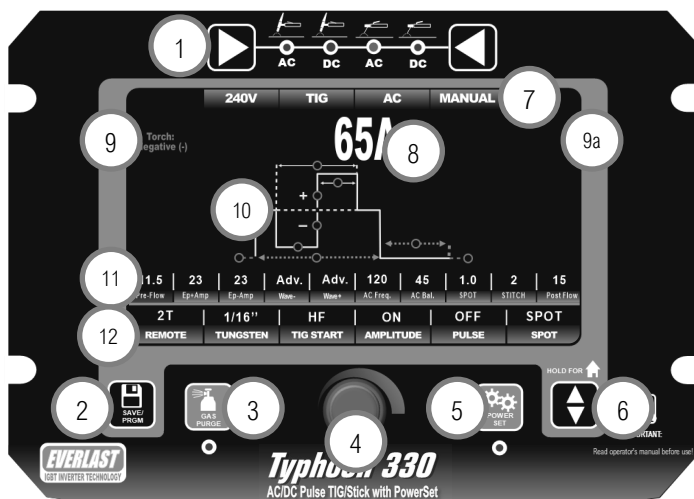 1
AC DC AC DC
240V TIG AC MANUAL
7
9
Torch:
Negative (-)
65A
8
9a
+
10
−
11
11.5 23 23 Adv. Adv. 120 45 1.0 2 15
Pre-Flow Ep+Amp Ep-Amp Wave- Wave+ AC Freq. AC Bal. SPOT STITCH Post Flow
12
2T 1/16’’ HF ON OFF SPOT
REMOTE TUNGSTEN TIG START AMPLITUDE PULSE SPOT
HOLD FOR
2
SAVE/
PRGM
GAS
PURGE
3
4
5
POWER
SET
6
IMPORTANT:
Read operator's manual before use!
EVERLAST
IGBT INVERTER TECHNOLOGY
Typhoon 330
AC/DC Pulse TIG/Stick with PowerSet